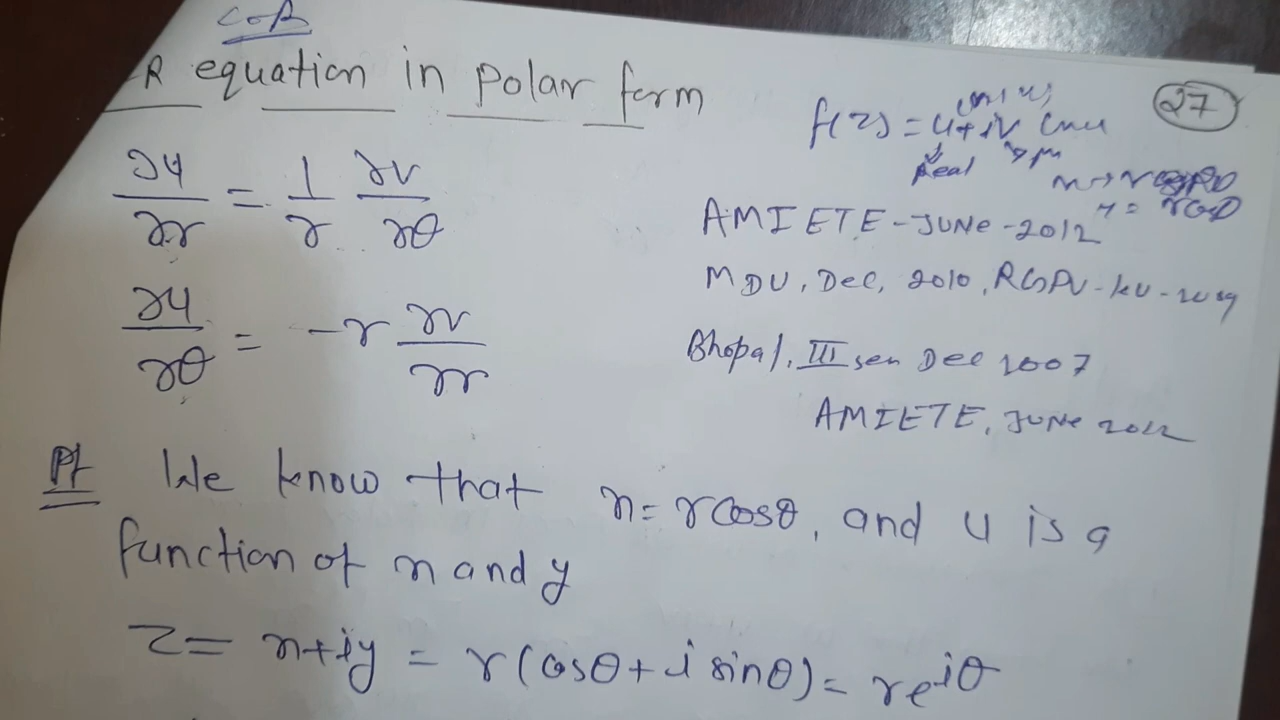 C-R
R equation in Polar form
27
f(z) = u+iv
Real
∂u/∂r = 1/r ∂v/∂θ
AMIETE-JUNE-2012
MDU, Dec, 2010, RGPV-
∂u/∂θ = -r ∂v/∂r
Bhopal, III sem Dec 2007
AMIETE, JUNE 2012
Pf We know that x = r cosθ, and u is a
function of x and y
z = x+iy = r(cosθ + i sinθ) = re^iθ